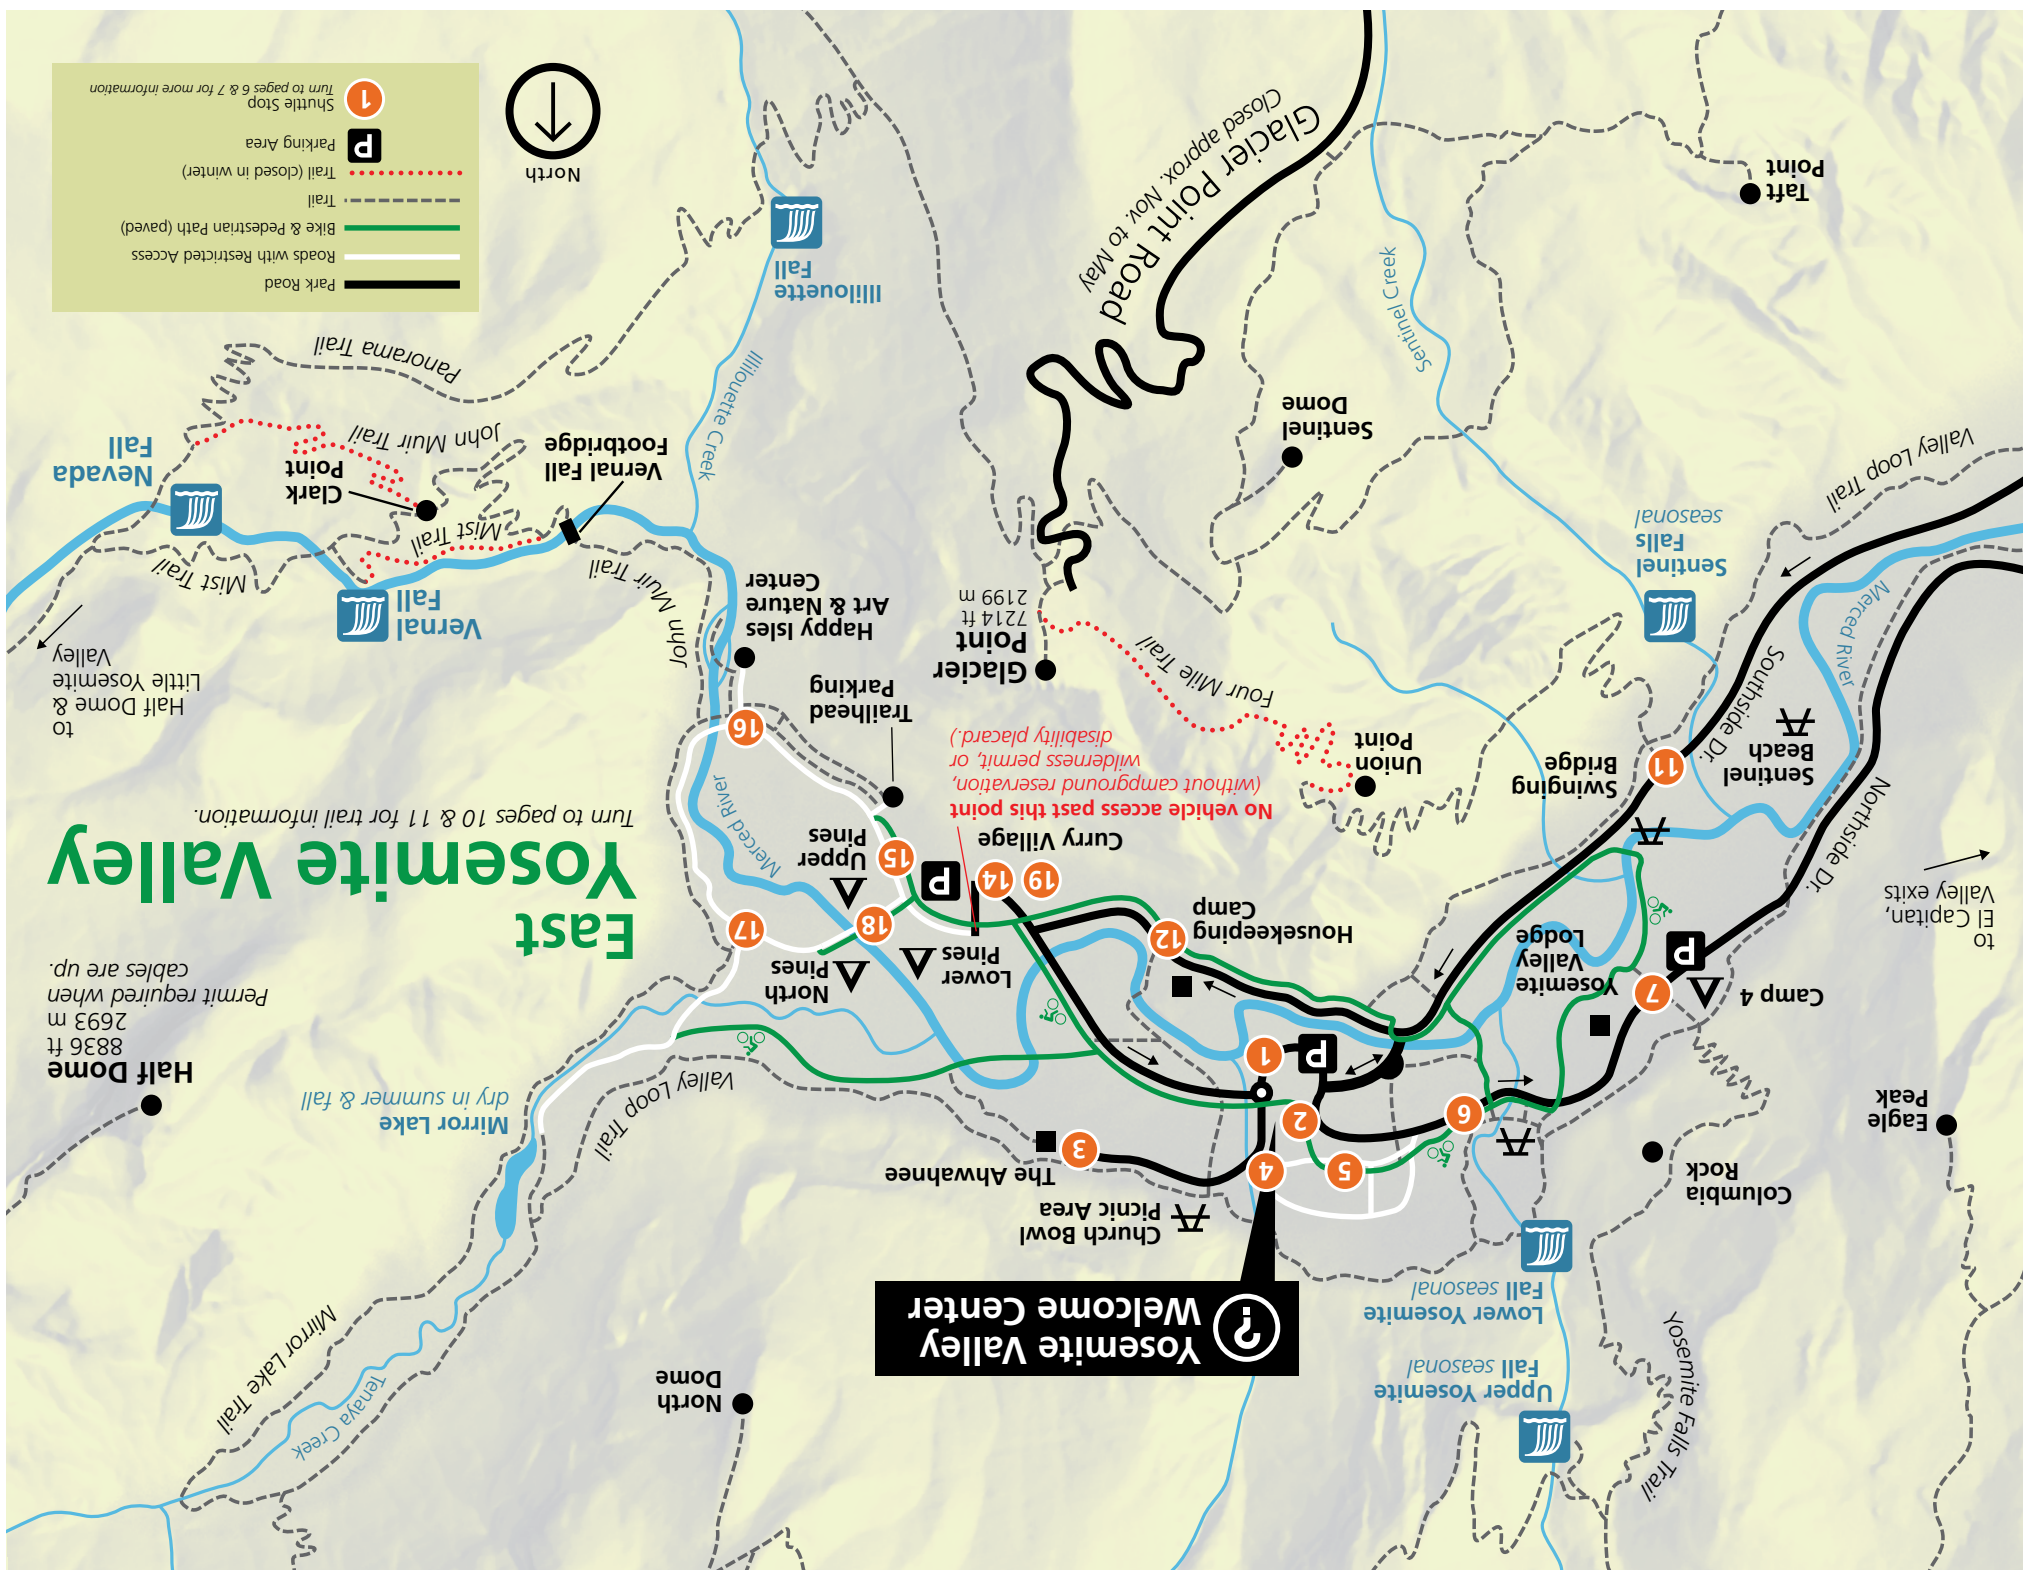 Yosemite Falls Trail
Upper Yosemite
Fall seasonal
Lower Yosemite
Fall seasonal
Yosemite Valley
Welcome Center
North
Dome
Tenaya Creek
Mirror Lake Trail
Columbia
Rock
Eagle
Peak
Church Bowl
Picnic Area
The Ahwahnee
Valley Loop Trail
Mirror Lake
dry in summer & fall
Half Dome
8836 ft
2693 m
Permit required when
cables are up.
5
4
3
6
2
1
P
Camp 4
7
P
Yosemite
Valley
Lodge
to
El Capitan,
Valley exits
Northside Dr.
Housekeeping
Camp
12
Lower
Pines
North
Pines
17
18
East
Yosemite Valley
Turn to pages 10 & 11 for trail information.
19
14
P
15
Upper
Pines
Merced River
Curry Village
No vehicle access past this point
(without campground reservation,
wilderness permit, or
disability placard.)
Sentinel
Beach
Swinging
Bridge
11
Southside Dr.
Merced River
Union
Point
Four Mile Trail
Glacier
Point
7214 ft
2199 m
Trailhead
Parking
16
Happy Isles
Art & Nature
Center
John Muir Trail
to
Half Dome &
Little Yosemite
Valley
Vernal
Fall
Mist Trail
Mist Trail
Sentinel
Falls
seasonal
Valley Loop Trail
Vernal Fall
Footbridge
Clark
Point
John Muir Trail
Nevada
Fall
Panorama Trail
Illilouette Creek
Sentinel
Dome
Sentinel Creek
Glacier Point Road
Closed approx. Nov. to May
Illilouette
Fall
Taft
Point
North
Park Road
Roads with Restricted Access
Bike & Pedestrian Path (paved)
Trail
Trail (closed in winter)
P
Parking Area
1
Shuttle Stop
Turn to pages 6 & 7 for more information